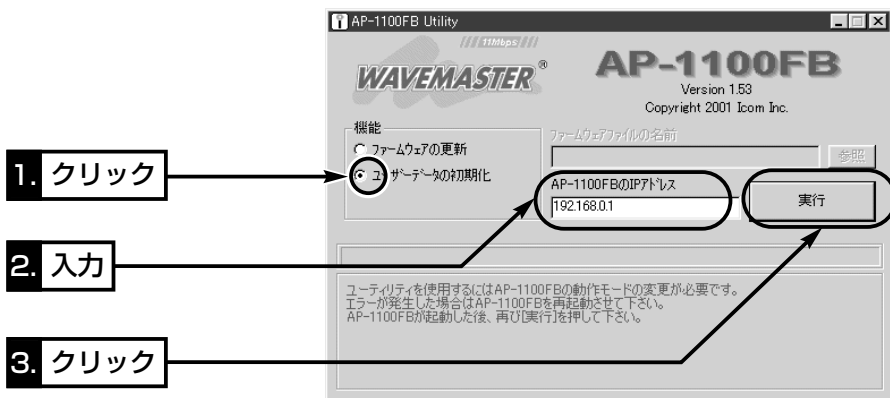 AP-1100FB Utility
11Mbps
WAVEMASTER®
AP-1100FB
Version 1.53
Copyright 2001 Icom Inc.
機能
ファームウェアの更新
ユーザーデータの初期化
ファームウェアファイルの名前
参照
AP-1100FBのIPアドレス
192.168.0.1
実行
1. クリック
2. 入力
3. クリック
ユーティリティを使用するにはAP-1100FBの動作モードの変更が必要です。
エラーが発生した場合はAP-1100FBを再起動させて下さい。
AP-1100FBが起動した後、再び[実行]を押して下さい。